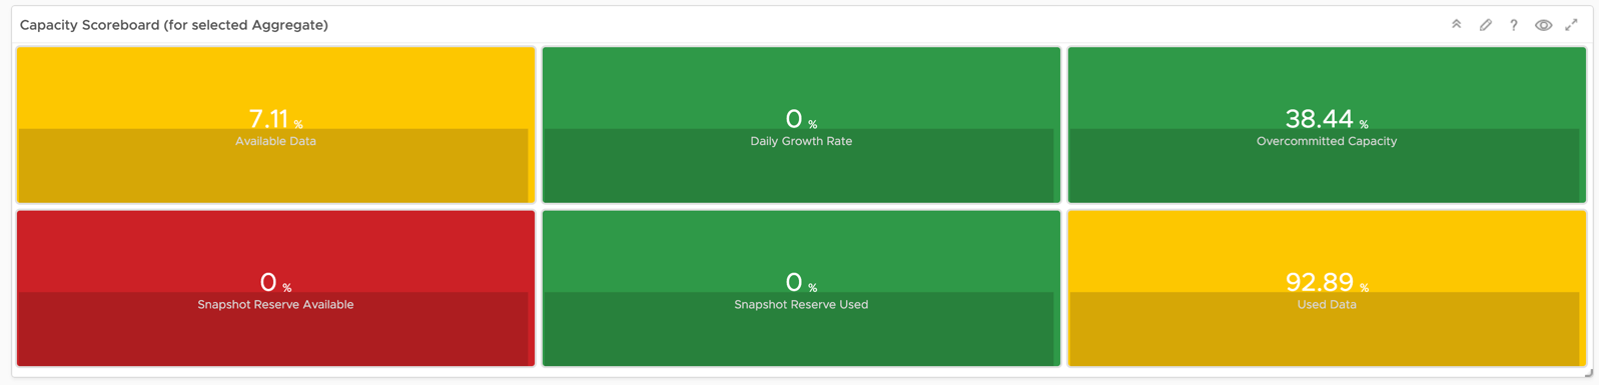 Capacity Scoreboard (for selected Aggregate)
?
7.11 %
Available Data
0 %
Daily Growth Rate
38.44 %
Overcommitted Capacity
0 %
Snapshot Reserve Available
0 %
Snapshot Reserve Used
92.89 %
Used Data